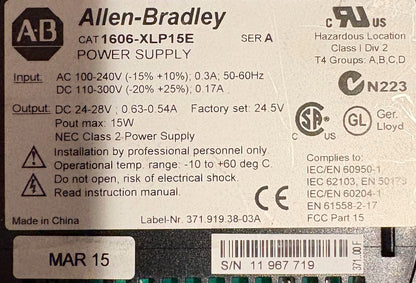 AB Allen-Bradley
CAT 1606-XLP15E SER A
POWER SUPPLY
c UL US
Hazardous Location
Class I Div 2
T4 Groups: A,B,C,D
Input: AC 100-240V (-15% +10%); 0.3A; 50-60Hz
DC 110-300V (-20% +25%); 0.17A
N223
Output: DC 24-28V : 0.63-0.54A Factory set: 24.5V
Pout max: 15W
NEC Class 2 Power Supply
SA
GL Ger. Lloyd
Installation by professional personnel only.
Operational temp. range: -10 to +60 deg C.
Do not open, risk of electrical shock.
Read instruction manual.
Complies to:
IEC/EN 60950-1
IEC 62103, EN 50178
IEC/EN 60204-1
EN 61558-2-17
FCC Part 15
CE
Made in China Label-Nr. 371.919.38-03A
MAR 15
S/N 11 967 719
371.00 F